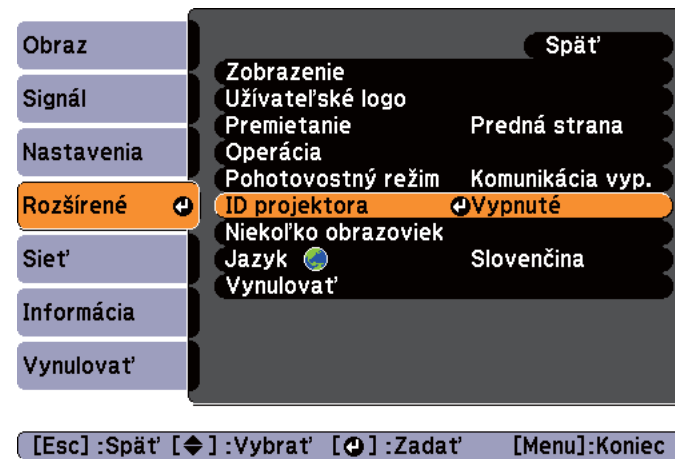 Obraz
Signál
Nastavenia
Rozšírené
Sieť
Informácia
Vynulovať
Späť
Zobrazenie
Užívateľské logo
Premietanie Predná strana
Operácia
Pohotovostný režim Komunikácia vyp.
ID projektora Vypnuté
Niekoľko obrazoviek
Jazyk Slovenčina
Vynulovať
[Esc] :Späť [ ] :Vybrať [ ] :Zadať [Menu]:Koniec